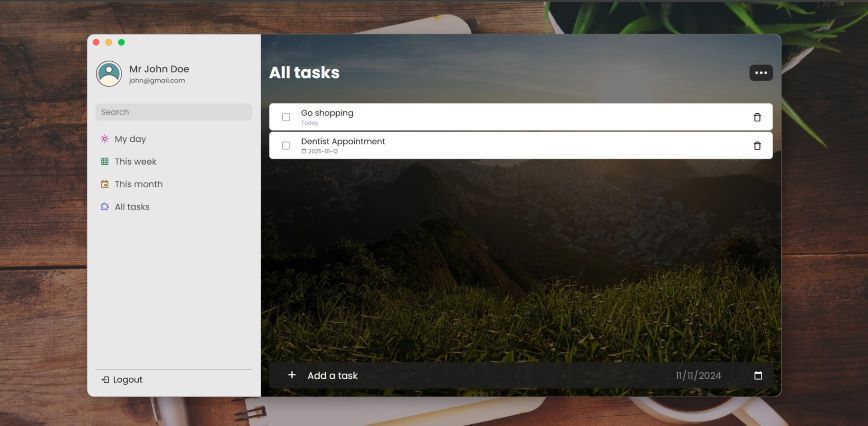 Mr John Doe
john@gmail.com
Search
My day
This week
This month
All tasks
Logout
All tasks
Go shopping
Today
Dentist Appointment
2025-01-12
Add a task
11/11/2024